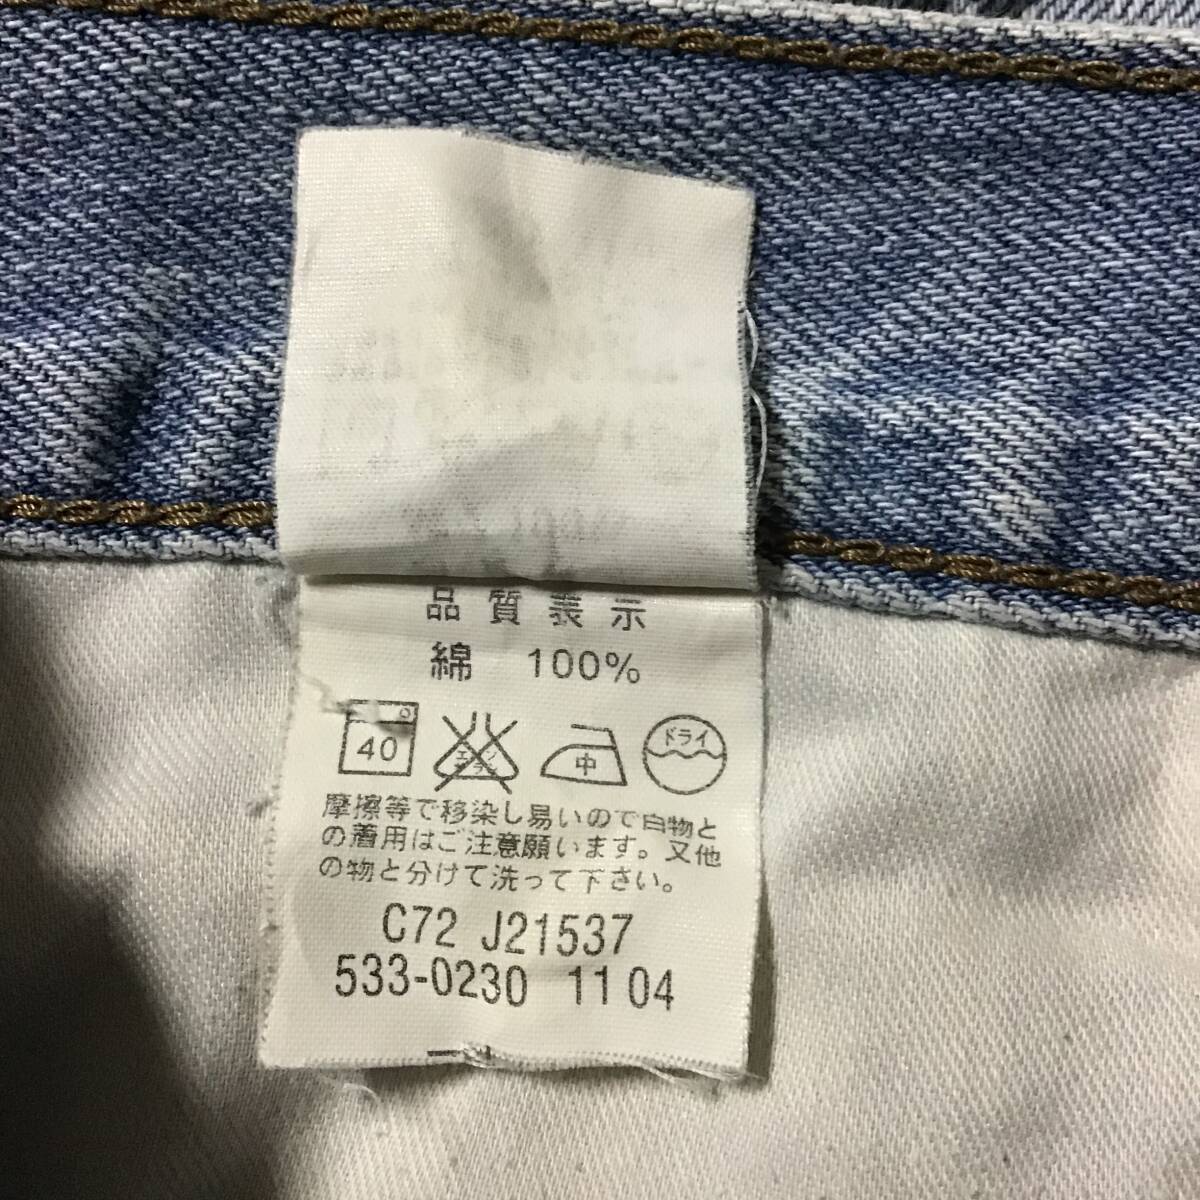 品質表示
綿 100%
40 中 ドライ
摩擦等で移染し易いので白物と
の着用はご注意願います。又他
の物と分けて洗って下さい。
C72 J21537
533-0230 11 04